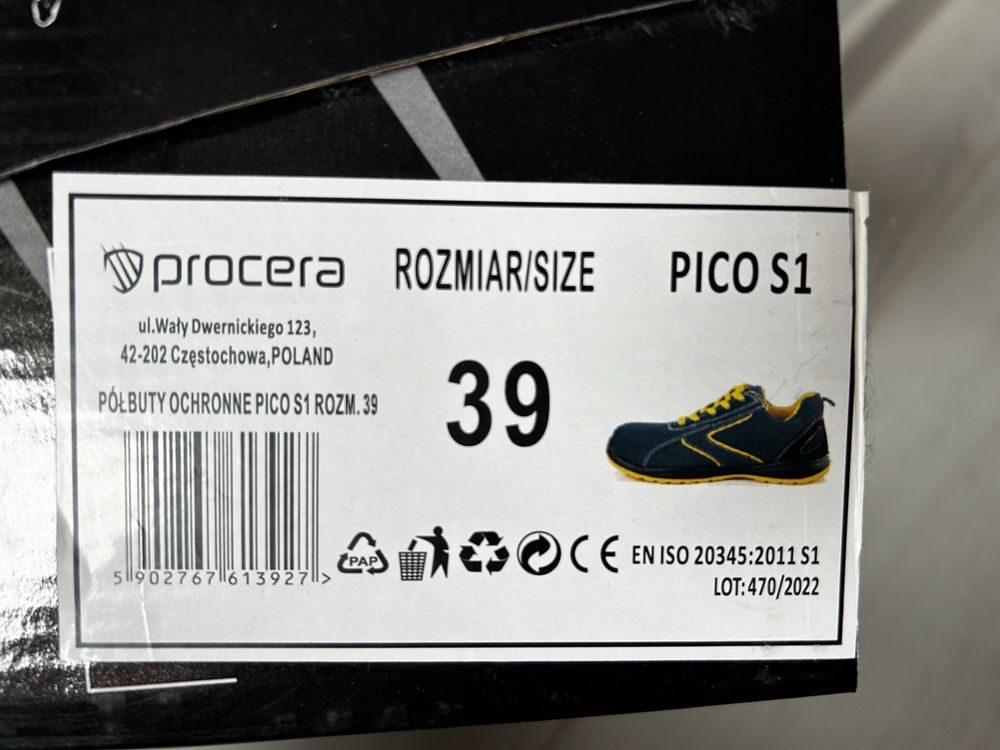 procera
ROZMIAR/SIZE
PICO S1
ul.Wały Dwernickiego 123,
42-202 Częstochowa,POLAND
PÓŁBUTY OCHRONNE PICO S1 ROZM. 39
39
5 902767 613927 >
PAP
CE
EN ISO 20345:2011 S1
LOT: 470/2022